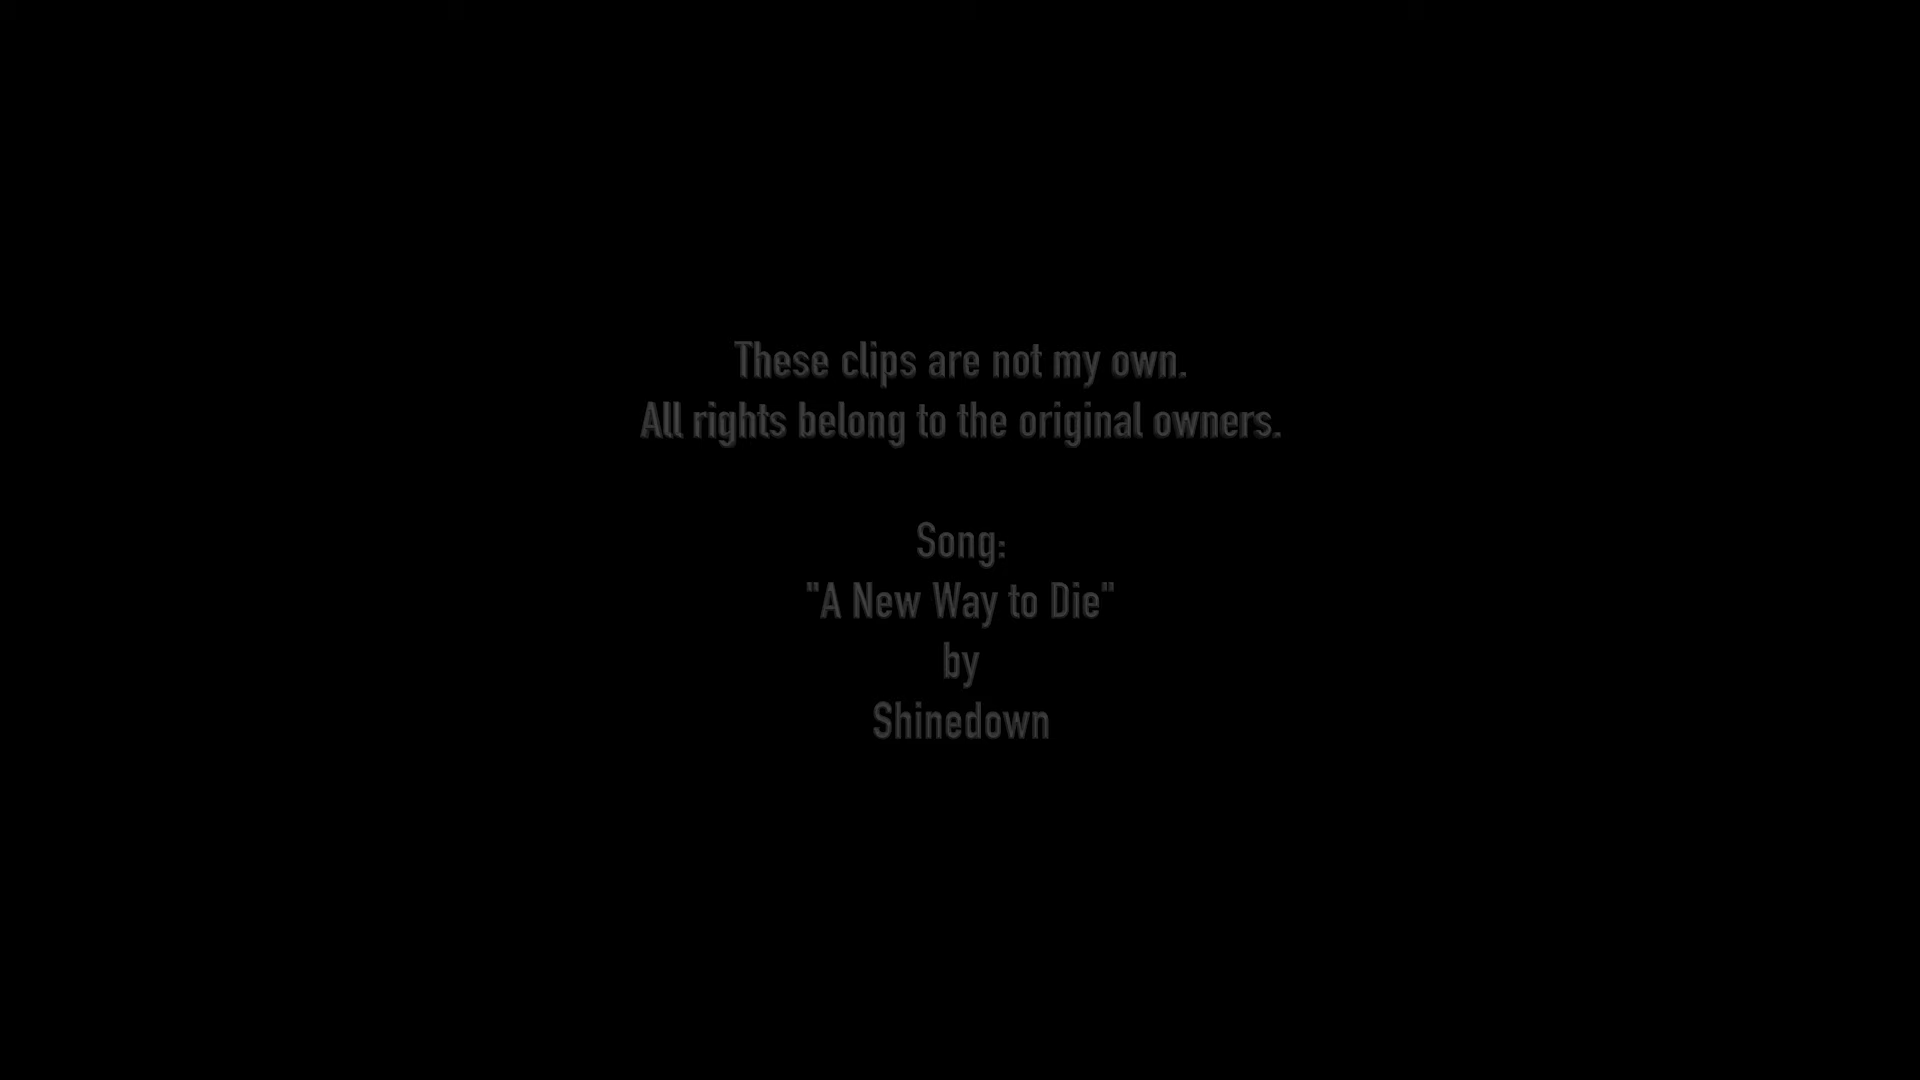 These clips are not my own.
All rights belong to the original owners.
Song:
"A New Way to Die"
by
Shinedown